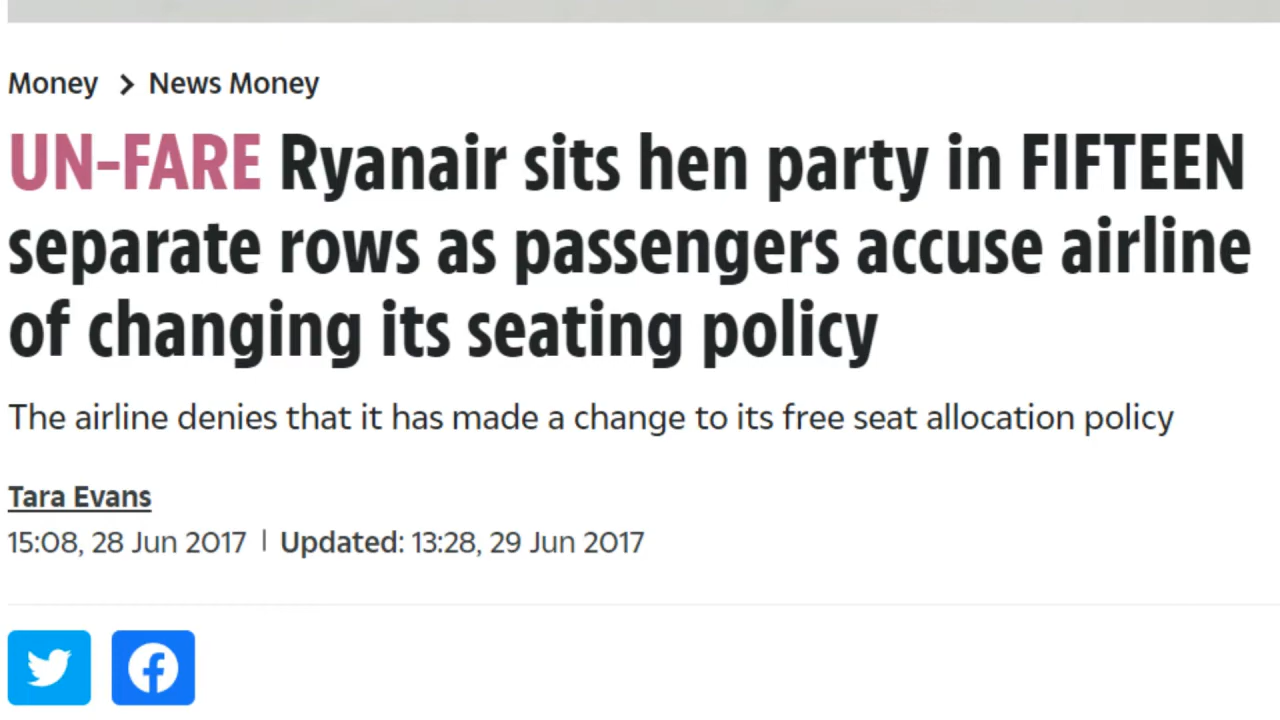 Money > News Money
UN-FARE Ryanair sits hen party in FIFTEEN
separate rows as passengers accuse airline
of changing its seating policy
The airline denies that it has made a change to its free seat allocation policy
Tara Evans
15:08, 28 Jun 2017 | Updated: 13:28, 29 Jun 2017